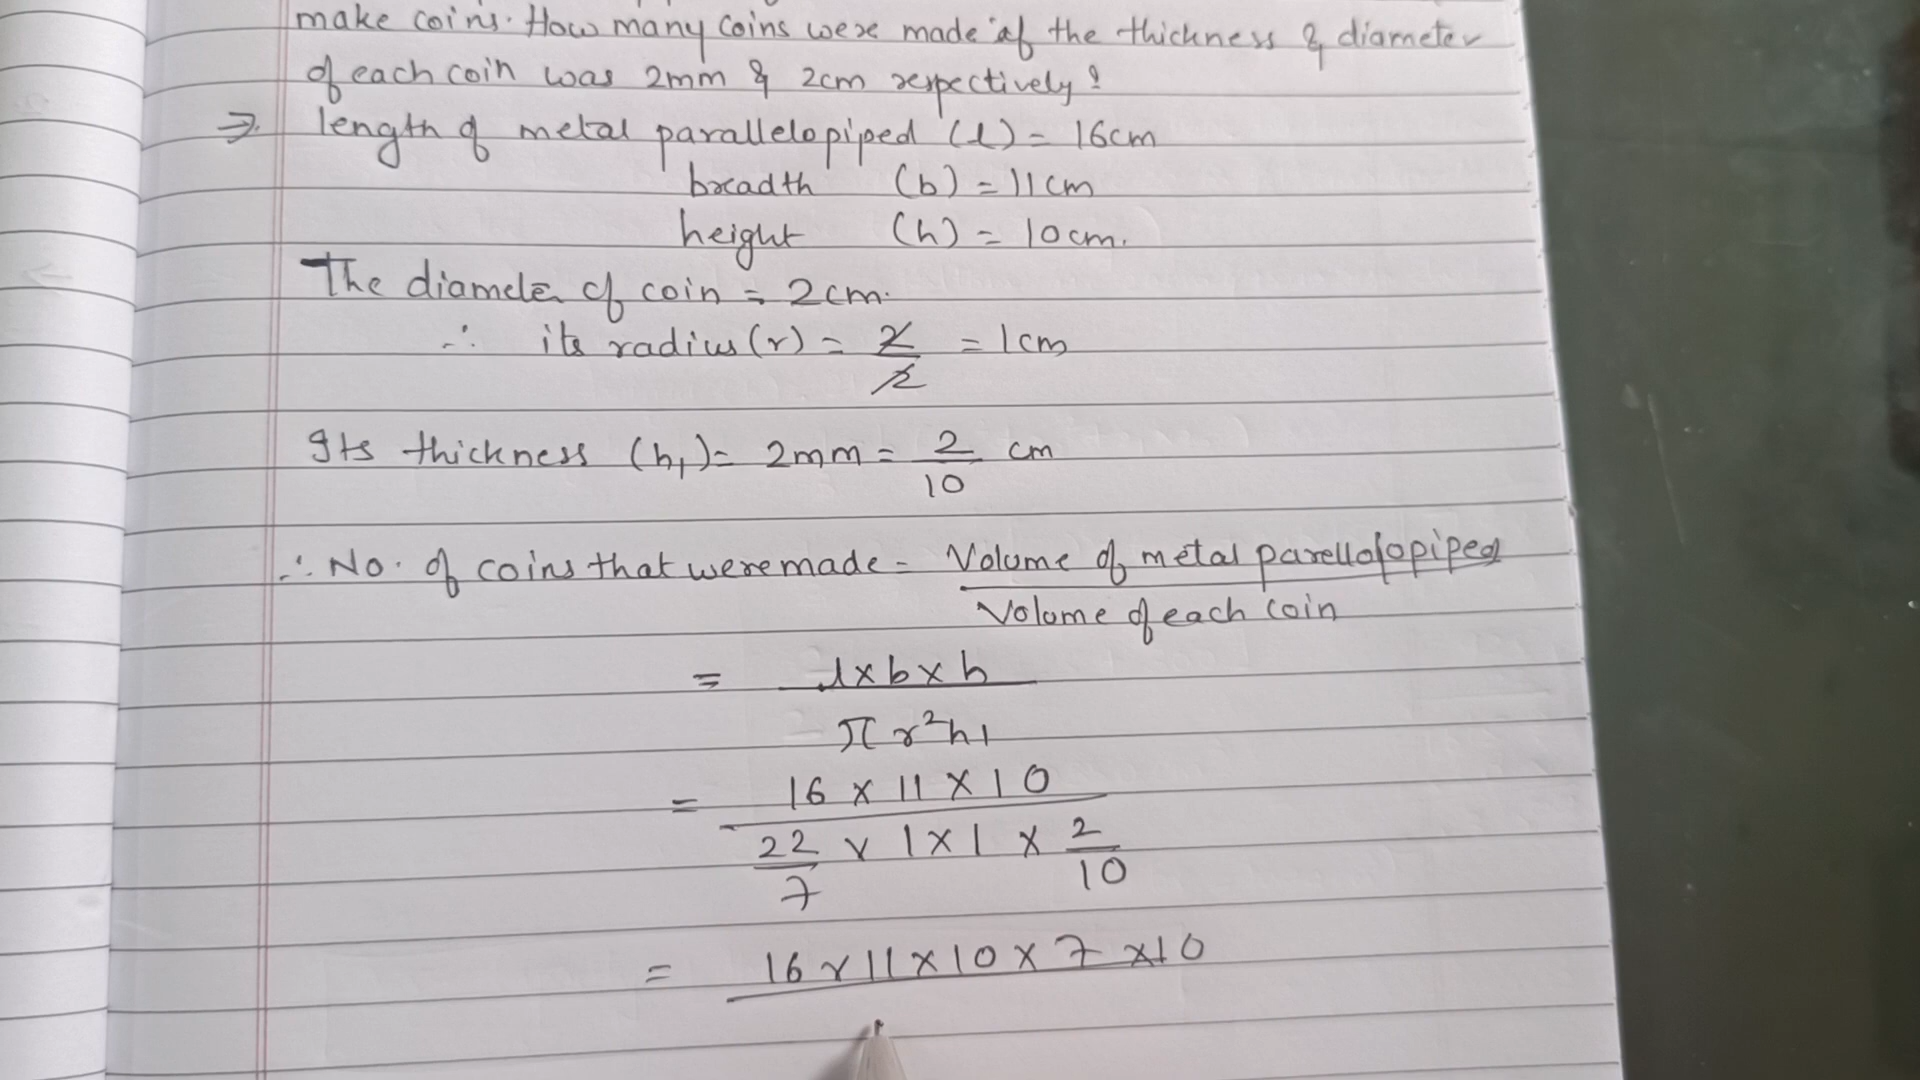 make coins. How many coins were made if the thickness & diameter
of each coin was 2mm & 2cm respectively?
⇒ length of metal parallelopiped (l) = 16cm
breadth (b) = 11cm
height (h) = 10cm.
The diameter of coin = 2cm.
∴ its radius (r) = 2/2 = 1cm
Its thickness (h₁) = 2mm = 2/10 cm
∴ No. of coins that were made = Volume of metal parellolopiped
Volume of each coin
= l × b × h
π r² h₁
= 16 × 11 × 10
22/7 × 1 × 1 × 2/10
= 16 × 11 × 10 × 7 × 10